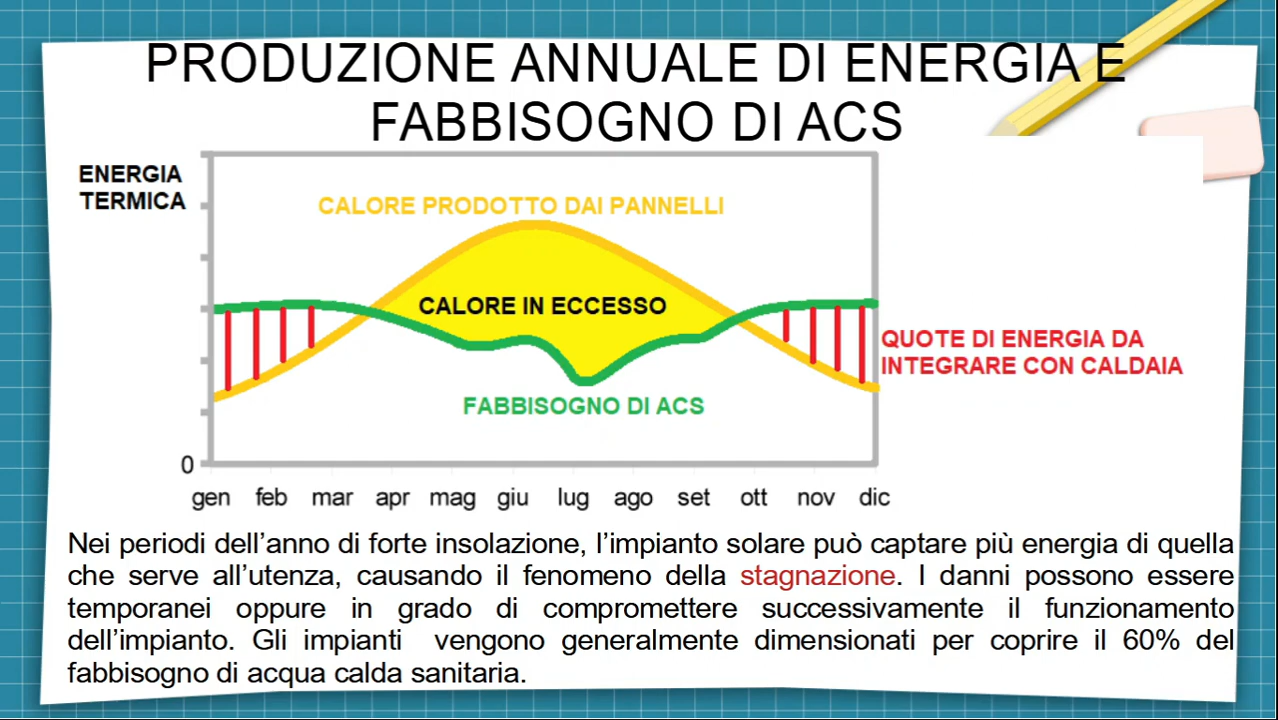 PRODUZIONE ANNUALE DI ENERGIA E
FABBISOGNO DI ACS
ENERGIA
TERMICA
CALORE PRODOTTO DAI PANNELLI
CALORE IN ECCESSO
QUOTE DI ENERGIA DA
INTEGRARE CON CALDAIA
FABBISOGNO DI ACS
0
gen feb mar apr mag giu lug ago set ott nov dic
Nei periodi dell’anno di forte insolazione, l’impianto solare può captare più energia di quella
che serve all’utenza, causando il fenomeno della stagnazione. I danni possono essere
temporanei oppure in grado di compromettere successivamente il funzionamento
dell’impianto. Gli impianti vengono generalmente dimensionati per coprire il 60% del
fabbisogno di acqua calda sanitaria.